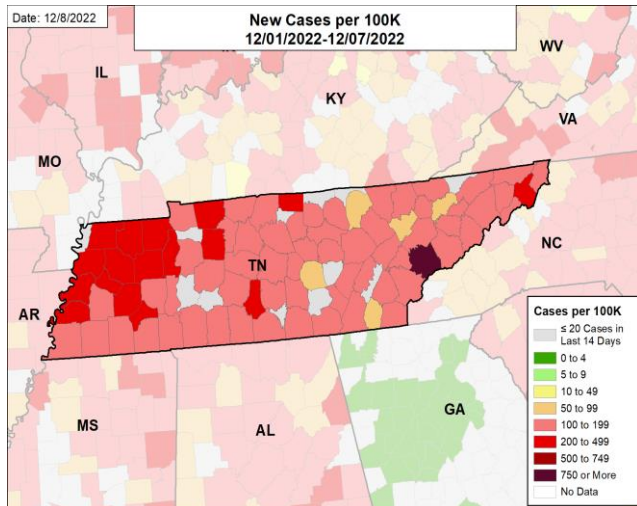 Date: 12/8/2022
New Cases per 100K
12/01/2022-12/07/2022
IL
WV
KY
VA
MO
NC
TN
AR
MS
AL
GA
Cases per 100K
≤ 20 Cases in
Last 14 Days
0 to 4
5 to 9
10 to 49
50 to 99
100 to 199
200 to 499
500 to 749
750 or More
No Data